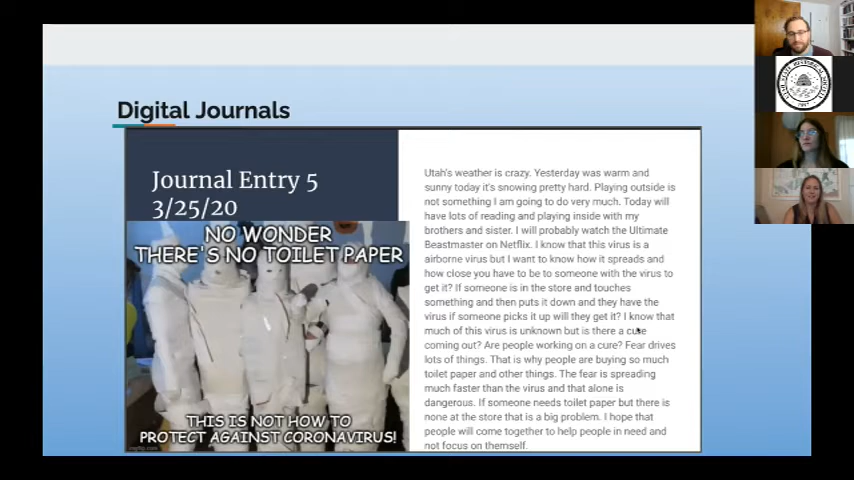 Digital Journals
Journal Entry 5
3/25/20
NO WONDER
THERE'S NO TOILET PAPER
THIS IS NOT HOW TO
PROTECT AGAINST CORONAVIRUS!
imgflip.com
Utah's weather is crazy. Yesterday was warm and
sunny today it's snowing pretty hard. Playing outside is
not something I am going to do very much. Today will
have lots of reading and playing inside with my
brothers and sister. I will probably watch the Ultimate
Beastmaster on Netflix. I know that this virus is a
airborne virus but I want to know how it spreads and
how close you have to be to someone with the virus to
get it? If someone is in the store and touches
something and then puts it down and they have the
virus if someone picks it up will they get it? I know that
much of this virus is unknown but is there a cure
coming out? Are people working on a cure? Fear drives
lots of things. That is why people are buying so much
toilet paper and other things. The fear is spreading
much faster than the virus and that alone is
dangerous. If someone needs toilet paper but there is
none at the store that is a big problem. I hope that
people will come together to help people in need and
not focus on themself.
UTAH STATE HISTORICAL SOCIETY
1897